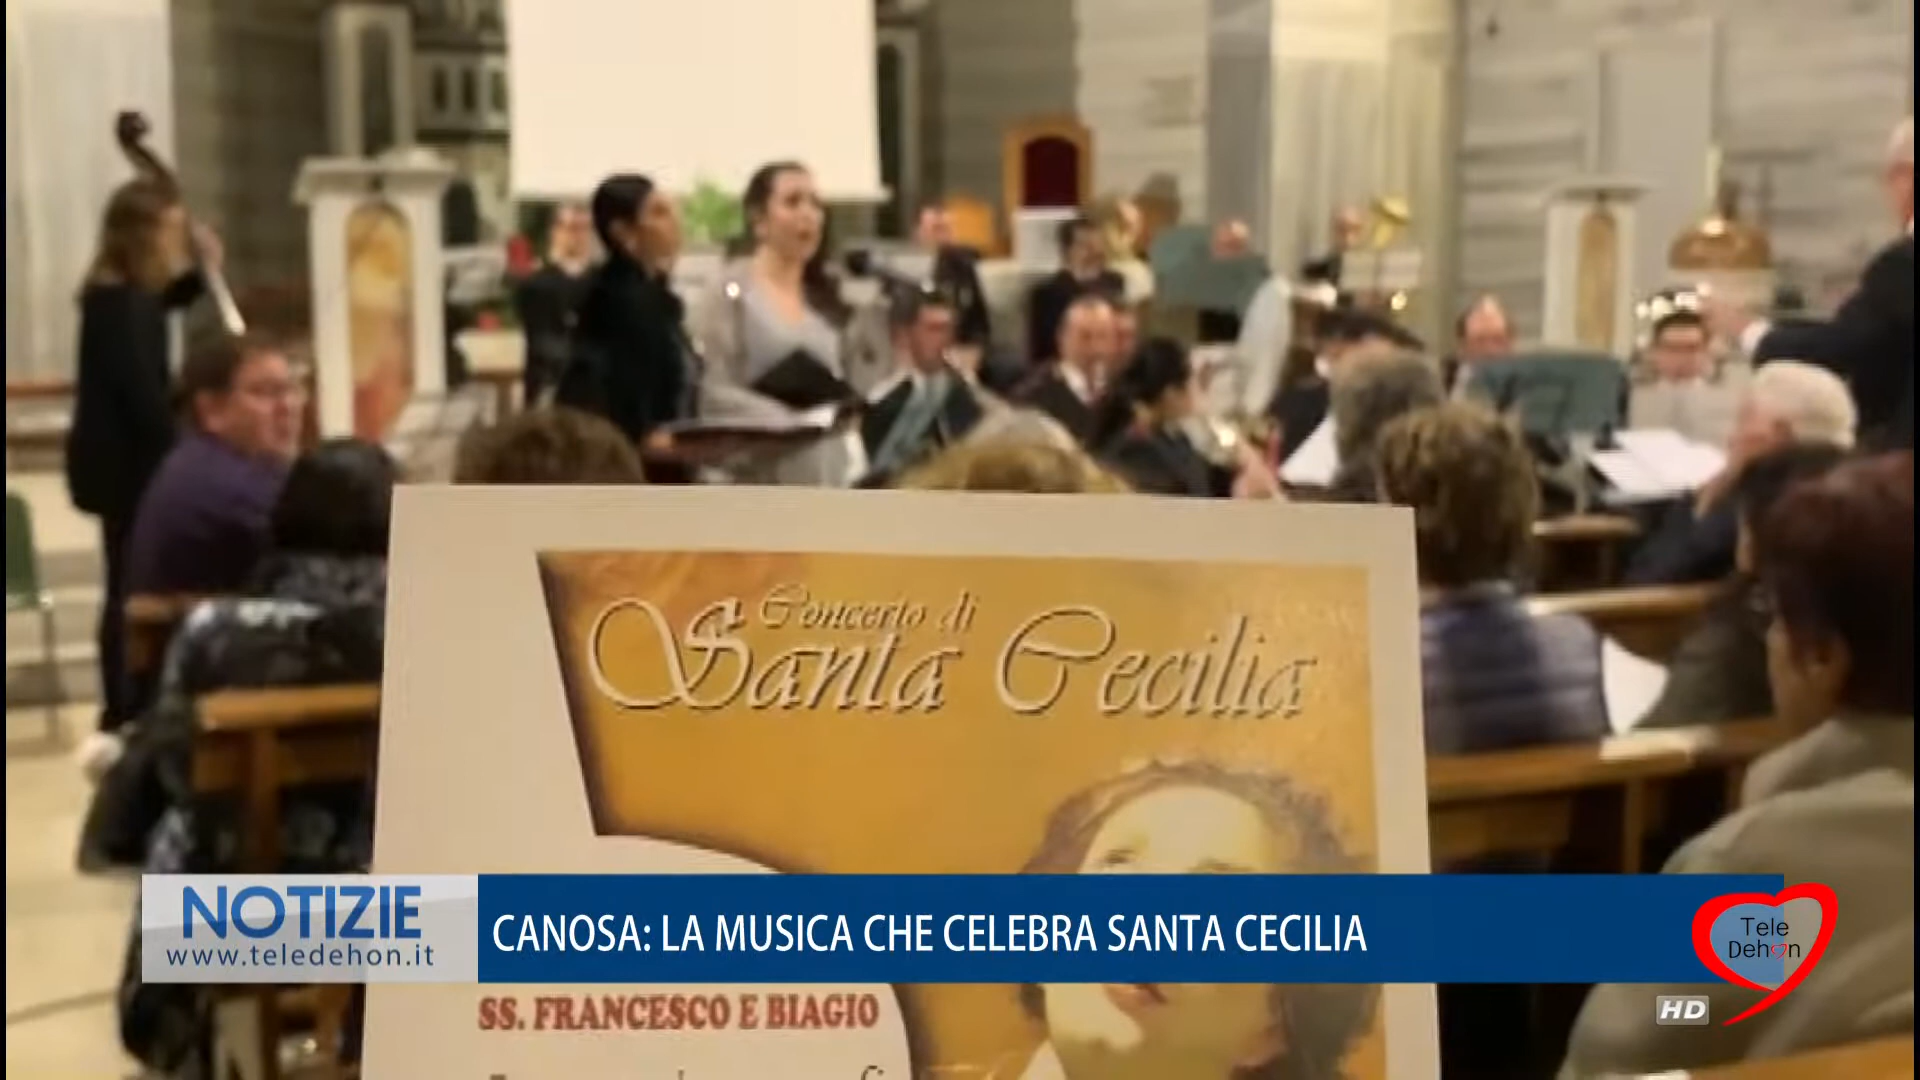 Concerto di
Santa Cecilia
NOTIZIE
www.teledehon.it
CANOSA: LA MUSICA CHE CELEBRA SANTA CECILIA
Tele
Dehon
HD
SS. FRANCESCO E BIAGIO